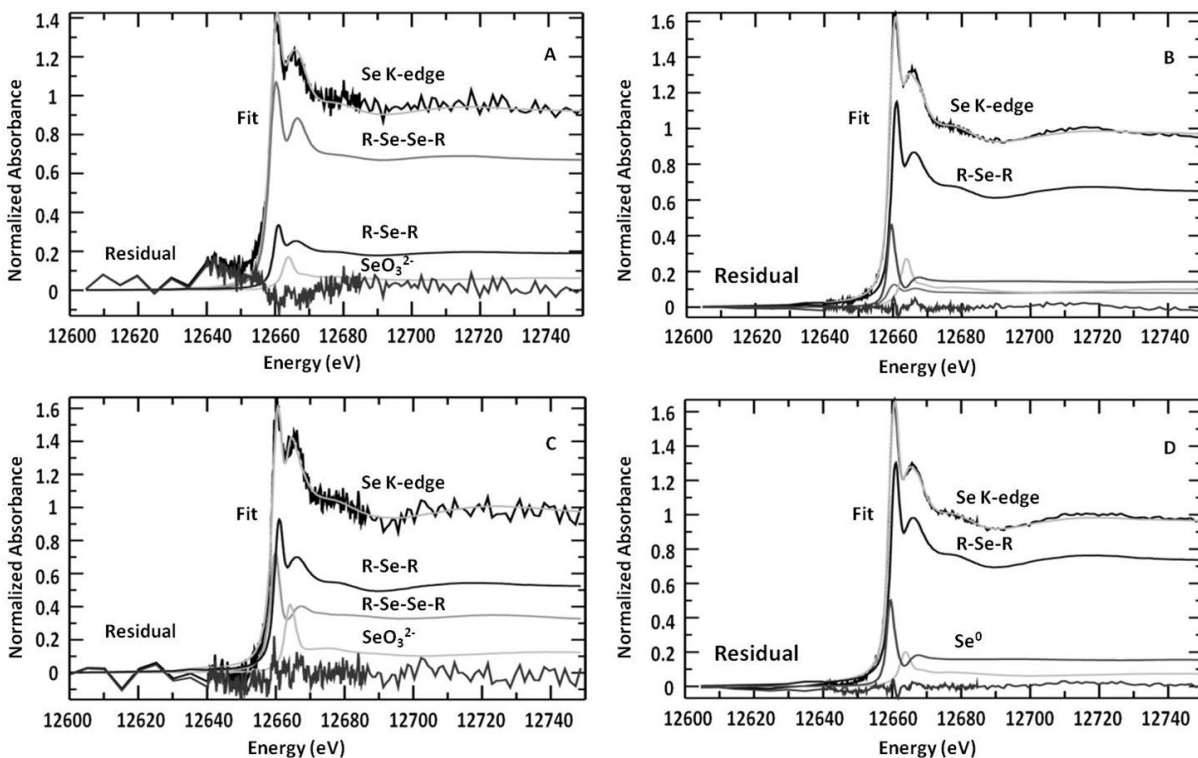 A
1.4
1.2
1
0.8
0.6
0.4
0.2
0
Normalized Absorbance
Se K-edge
Fit
R-Se-Se-R
R-Se-R
Residual
SeO₃²⁻
12600 12620 12640 12660 12680 12700 12720 12740
Energy (eV)
B
1.6
1.4
1.2
1.0
0.8
0.6
0.4
0.2
0
Normalized Absorbance
Se K-edge
Fit
R-Se-R
Residual
12600 12620 12640 12660 12680 12700 12720 12740
Energy (eV)
C
1.6
1.4
1.2
1
0.8
0.6
0.4
0.2
0
Normalized Absorbance
Se K-edge
Fit
R-Se-R
R-Se-Se-R
Residual
SeO₃²⁻
12600 12620 12640 12660 12680 12700 12720 12740
Energy (eV)
D
1.6
1.4
1.2
1
0.8
0.6
0.4
0.2
0
Normalized Absorbance
Se K-edge
Fit
R-Se-R
Residual
Se⁰
12600 12620 12640 12660 12680 12700 12720 12740
Energy (eV)